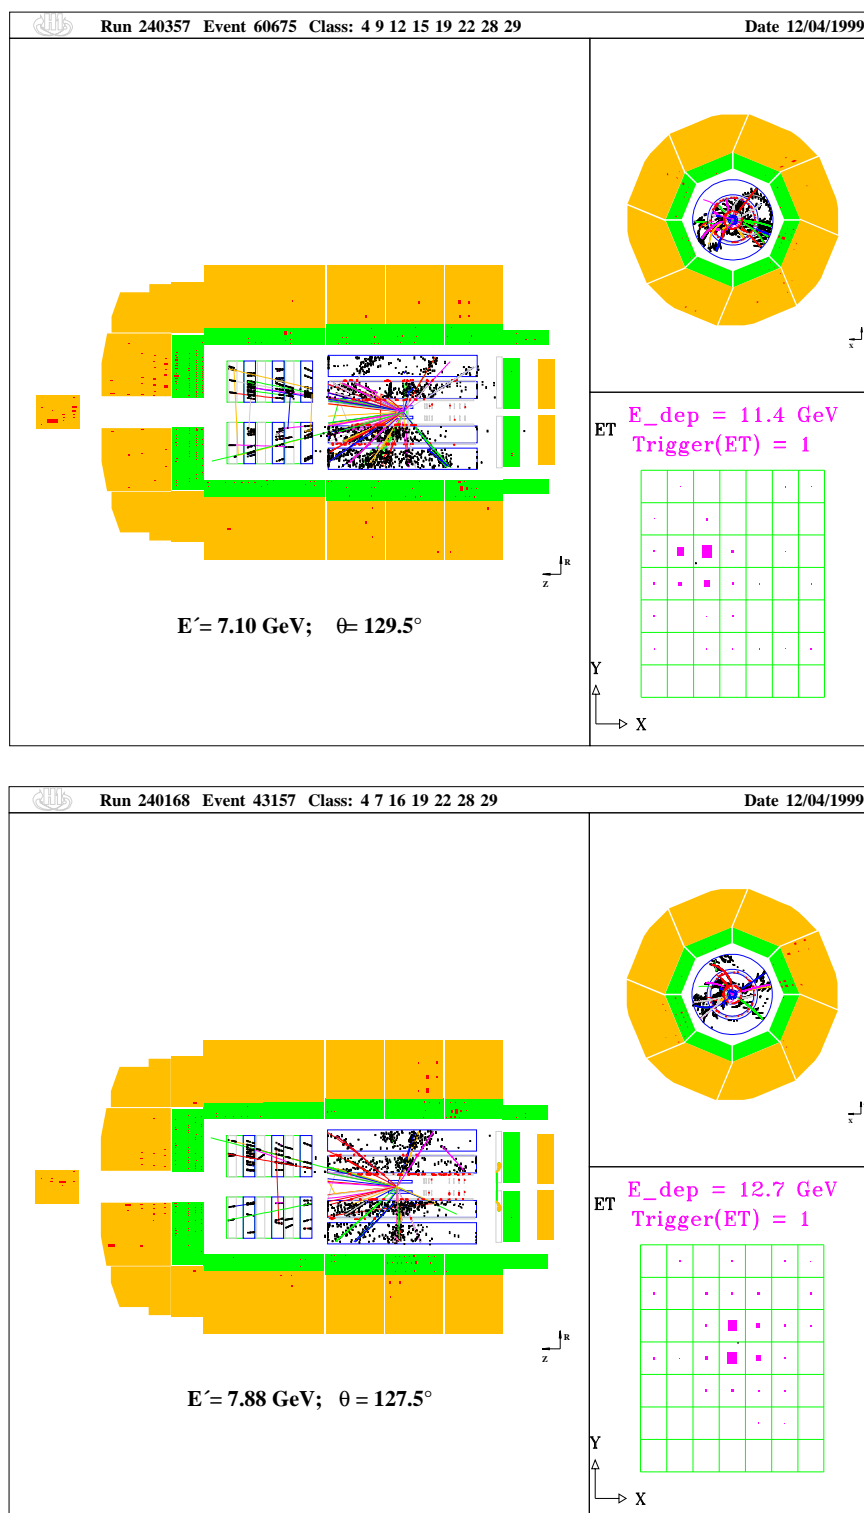 H1 Run 240357 Event 60675 Class: 4 9 12 15 19 22 28 29 Date 12/04/1999
R
Z
E´= 7.10 GeV; θ= 129.5°
x
ET E_dep = 11.4 GeV
Trigger(ET) = 1
Y
X
H1 Run 240168 Event 43157 Class: 4 7 16 19 22 28 29 Date 12/04/1999
R
Z
E´= 7.88 GeV; θ = 127.5°
x
ET E_dep = 12.7 GeV
Trigger(ET) = 1
Y
X